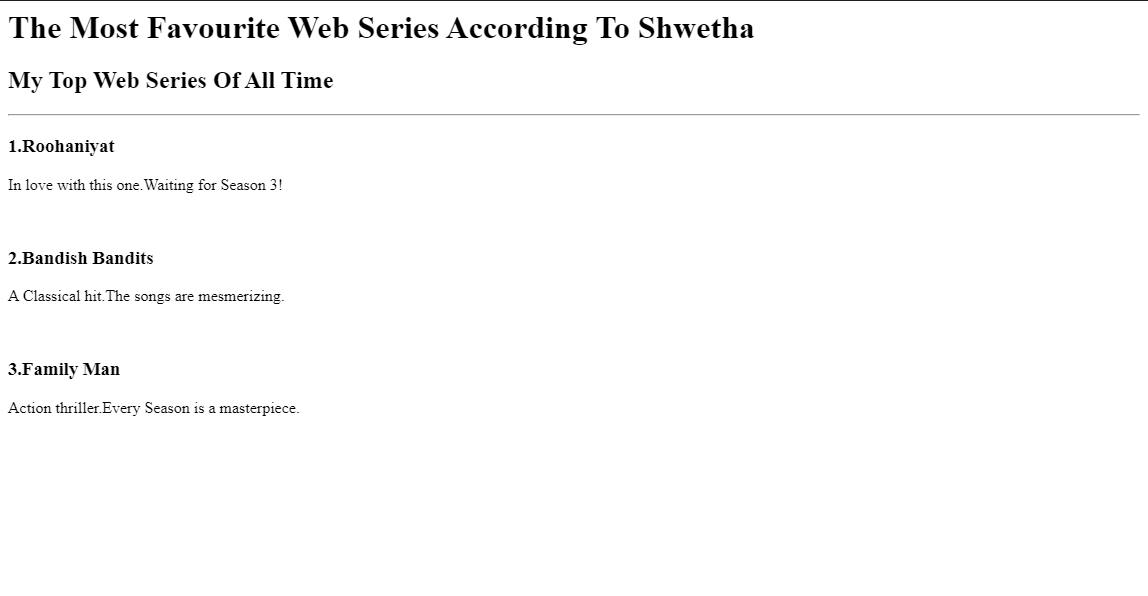 The Most Favourite Web Series According To Shwetha
My Top Web Series Of All Time
1.Roohaniyat
In love with this one.Waiting for Season 3!
2.Bandish Bandits
A Classical hit.The songs are mesmerizing.
3.Family Man
Action thriller.Every Season is a masterpiece.